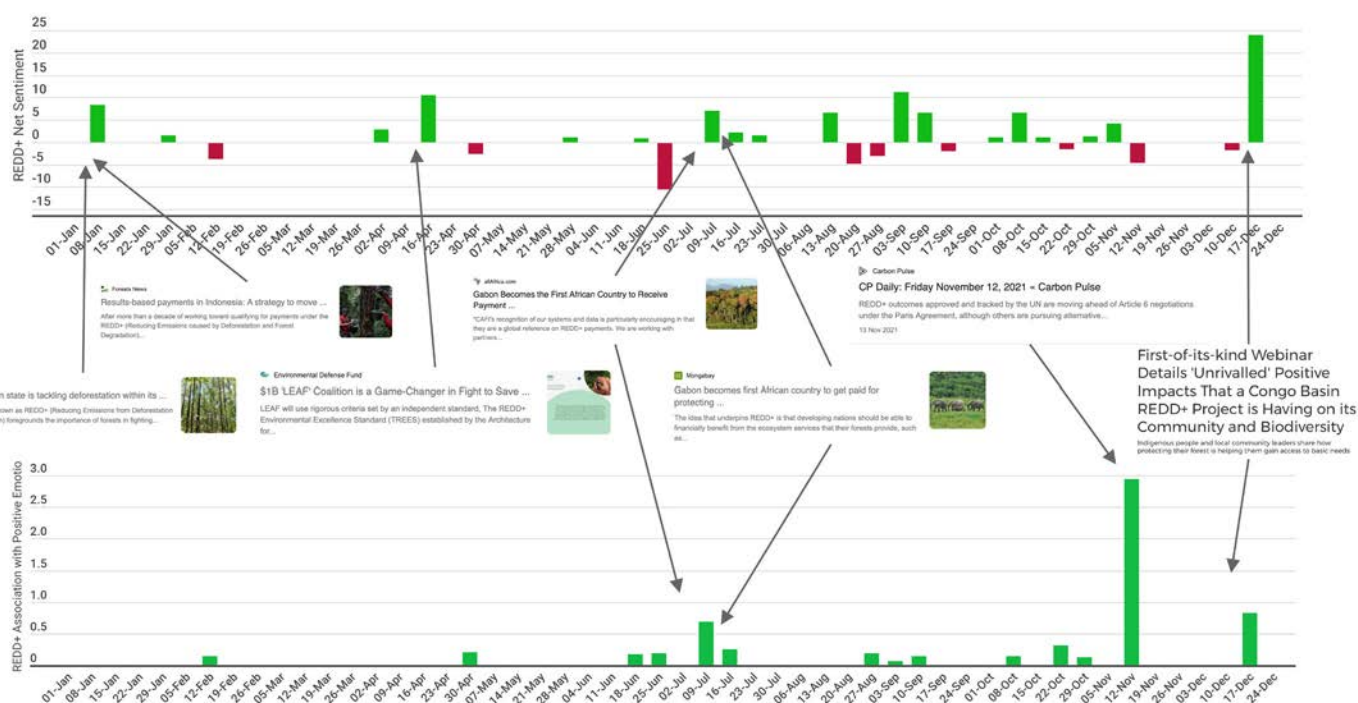 25
20
15
10
5
0
-5
-10
-15
REDD+ Net Sentiment
01-Jan
08-Jan
15-Jan
22-Jan
29-Jan
05-Feb
12-Feb
19-Feb
26-Feb
05-Mar
12-Mar
19-Mar
26-Mar
02-Apr
09-Apr
16-Apr
23-Apr
30-Apr
07-May
14-May
21-May
28-May
04-Jun
11-Jun
18-Jun
25-Jun
02-Jul
09-Jul
16-Jul
23-Jul
30-Jul
06-Aug
13-Aug
20-Aug
27-Aug
03-Sep
10-Sep
17-Sep
24-Sep
01-Oct
08-Oct
15-Oct
22-Oct
29-Oct
05-Nov
12-Nov
19-Nov
26-Nov
03-Dec
10-Dec
17-Dec
24-Dec
Forests News
Results-based payments in Indonesia: A strategy to move ...
After more than a decade of working toward qualifying for payments under the
REDD+ (Reducing Emissions caused by Deforestation and Forest
Degradation)...
allAfrica.com
Gabon Becomes the First African Country to Receive
Payment ...
"CAFI's recognition of our systems and data is particularly encouraging in that
they are a global reference on REDD+ payments. We are working with
partners...
Carbon Pulse
CP Daily: Friday November 12, 2021 « Carbon Pulse
REDD+ outcomes approved and tracked by the UN are moving ahead of Article 6 negotiations
under the Paris Agreement, although others are pursuing alternative...
13 Nov 2021
n state is tackling deforestation within its ...
own as REDD+ (Reducing Emissions from Deforestation
) foregrounds the importance of forests in fighting...
Environmental Defense Fund
$1B 'LEAF' Coalition is a Game-Changer in Fight to Save ...
LEAF will use rigorous criteria set by an independent standard, The REDD+
Environmental Excellence Standard (TREES) established by the Architecture
for...
Mongabay
Gabon becomes first African country to get paid for
protecting ...
The idea that underpins REDD+ is that developing nations should be able to
financially benefit from the ecosystem services that their forests provide, such
as...
First-of-its-kind Webinar
Details 'Unrivalled' Positive
Impacts That a Congo Basin
REDD+ Project is Having on its
Community and Biodiversity
Indigenous people and local community leaders share how
protecting their forest is helping them gain access to basic needs
3.0
2.5
2.0
1.5
1.0
0.5
0
REDD+ Association with Positive Emotio
01-Jan
08-Jan
15-Jan
22-Jan
29-Jan
05-Feb
12-Feb
19-Feb
26-Feb
05-Mar
12-Mar
19-Mar
26-Mar
02-Apr
09-Apr
16-Apr
23-Apr
30-Apr
07-May
14-May
21-May
28-May
04-Jun
11-Jun
18-Jun
25-Jun
02-Jul
09-Jul
16-Jul
23-Jul
30-Jul
06-Aug
13-Aug
20-Aug
27-Aug
03-Sep
10-Sep
17-Sep
24-Sep
01-Oct
08-Oct
15-Oct
22-Oct
29-Oct
05-Nov
12-Nov
19-Nov
26-Nov
03-Dec
10-Dec
17-Dec
24-Dec